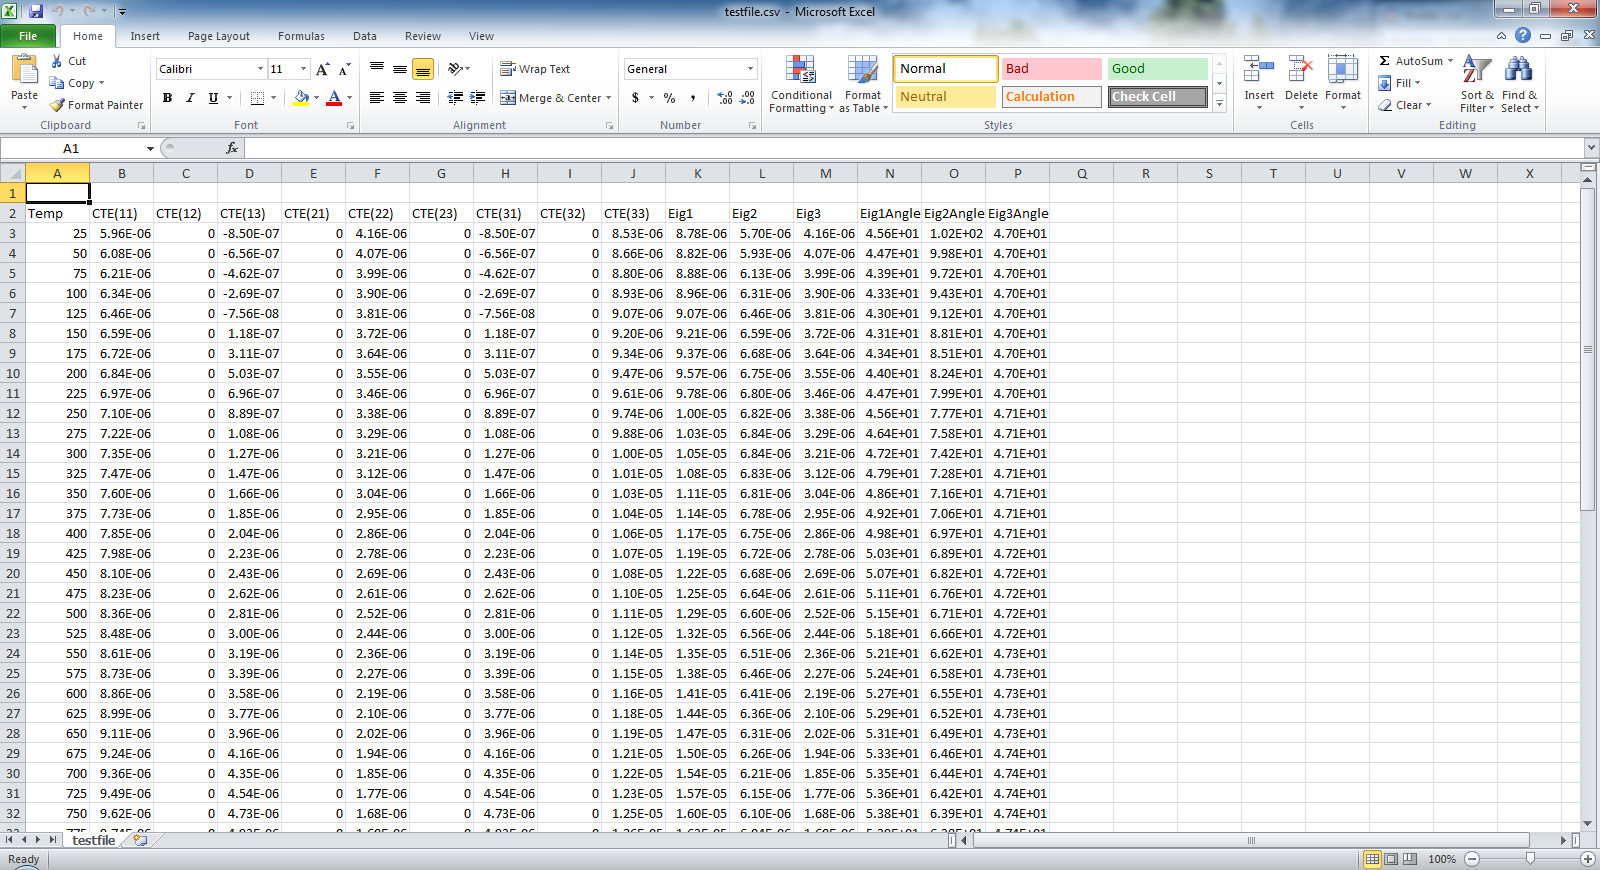 testfile.csv - Microsoft Excel
File Home Insert Page Layout Formulas Data Review View
Paste Cut Copy Format Painter Clipboard
Calibri 11 B I U Font
Wrap Text Merge & Center Alignment
General $ % , Number
Conditional Formatting Format as Table Normal Bad Good Neutral Calculation Check Cell Styles
Insert Delete Format Cells
AutoSum Fill Clear Sort & Filter Find & Select Editing
A1 fx
A B C D E F G H I J K L M N O P Q R S T U V W X
1
2 Temp CTE(11) CTE(12) CTE(13) CTE(21) CTE(22) CTE(23) CTE(31) CTE(32) CTE(33) Eig1 Eig2 Eig3 Eig1Angle Eig2Angle Eig3Angle
3 25 5.96E-06 0 -8.50E-07 0 4.16E-06 0 -8.50E-07 0 8.53E-06 8.78E-06 5.70E-06 4.16E-06 4.56E+01 1.02E+02 4.70E+01
4 50 6.08E-06 0 -6.56E-07 0 4.07E-06 0 -6.56E-07 0 8.66E-06 8.82E-06 5.93E-06 4.07E-06 4.47E+01 9.98E+01 4.70E+01
5 75 6.21E-06 0 -4.62E-07 0 3.99E-06 0 -4.62E-07 0 8.80E-06 8.88E-06 6.13E-06 3.99E-06 4.39E+01 9.72E+01 4.70E+01
6 100 6.34E-06 0 -2.69E-07 0 3.90E-06 0 -2.69E-07 0 8.93E-06 8.96E-06 6.31E-06 3.90E-06 4.33E+01 9.43E+01 4.70E+01
7 125 6.46E-06 0 -7.56E-08 0 3.81E-06 0 -7.56E-08 0 9.07E-06 9.07E-06 6.46E-06 3.81E-06 4.30E+01 9.12E+01 4.70E+01
8 150 6.59E-06 0 1.18E-07 0 3.72E-06 0 1.18E-07 0 9.20E-06 9.21E-06 6.59E-06 3.72E-06 4.31E+01 8.81E+01 4.70E+01
9 175 6.72E-06 0 3.11E-07 0 3.64E-06 0 3.11E-07 0 9.34E-06 9.37E-06 6.68E-06 3.64E-06 4.34E+01 8.51E+01 4.70E+01
10 200 6.84E-06 0 5.03E-07 0 3.55E-06 0 5.03E-07 0 9.47E-06 9.57E-06 6.75E-06 3.55E-06 4.40E+01 8.24E+01 4.70E+01
11 225 6.97E-06 0 6.96E-07 0 3.46E-06 0 6.96E-07 0 9.61E-06 9.78E-06 6.80E-06 3.46E-06 4.47E+01 7.99E+01 4.70E+01
12 250 7.10E-06 0 8.89E-07 0 3.38E-06 0 8.89E-07 0 9.74E-06 1.00E-05 6.82E-06 3.38E-06 4.56E+01 7.77E+01 4.71E+01
13 275 7.22E-06 0 1.08E-06 0 3.29E-06 0 1.08E-06 0 9.88E-06 1.03E-05 6.84E-06 3.29E-06 4.64E+01 7.58E+01 4.71E+01
14 300 7.35E-06 0 1.27E-06 0 3.21E-06 0 1.27E-06 0 1.00E-05 1.05E-05 6.84E-06 3.21E-06 4.72E+01 7.42E+01 4.71E+01
15 325 7.47E-06 0 1.47E-06 0 3.12E-06 0 1.47E-06 0 1.01E-05 1.08E-05 6.83E-06 3.12E-06 4.79E+01 7.28E+01 4.71E+01
16 350 7.60E-06 0 1.66E-06 0 3.04E-06 0 1.66E-06 0 1.03E-05 1.11E-05 6.81E-06 3.04E-06 4.86E+01 7.16E+01 4.71E+01
17 375 7.73E-06 0 1.85E-06 0 2.95E-06 0 1.85E-06 0 1.04E-05 1.14E-05 6.78E-06 2.95E-06 4.92E+01 7.06E+01 4.71E+01
18 400 7.85E-06 0 2.04E-06 0 2.86E-06 0 2.04E-06 0 1.06E-05 1.17E-05 6.75E-06 2.86E-06 4.98E+01 6.97E+01 4.71E+01
19 425 7.98E-06 0 2.23E-06 0 2.78E-06 0 2.23E-06 0 1.07E-05 1.19E-05 6.72E-06 2.78E-06 5.03E+01 6.89E+01 4.72E+01
20 450 8.10E-06 0 2.43E-06 0 2.69E-06 0 2.43E-06 0 1.08E-05 1.22E-05 6.68E-06 2.69E-06 5.07E+01 6.82E+01 4.72E+01
21 475 8.23E-06 0 2.62E-06 0 2.61E-06 0 2.62E-06 0 1.10E-05 1.25E-05 6.64E-06 2.61E-06 5.11E+01 6.76E+01 4.72E+01
22 500 8.36E-06 0 2.81E-06 0 2.52E-06 0 2.81E-06 0 1.11E-05 1.29E-05 6.60E-06 2.52E-06 5.15E+01 6.71E+01 4.72E+01
23 525 8.48E-06 0 3.00E-06 0 2.44E-06 0 3.00E-06 0 1.12E-05 1.32E-05 6.56E-06 2.44E-06 5.18E+01 6.66E+01 4.72E+01
24 550 8.61E-06 0 3.19E-06 0 2.36E-06 0 3.19E-06 0 1.14E-05 1.35E-05 6.51E-06 2.36E-06 5.21E+01 6.62E+01 4.73E+01
25 575 8.73E-06 0 3.39E-06 0 2.27E-06 0 3.39E-06 0 1.15E-05 1.38E-05 6.46E-06 2.27E-06 5.24E+01 6.58E+01 4.73E+01
26 600 8.86E-06 0 3.58E-06 0 2.19E-06 0 3.58E-06 0 1.16E-05 1.41E-05 6.41E-06 2.19E-06 5.27E+01 6.55E+01 4.73E+01
27 625 8.99E-06 0 3.77E-06 0 2.10E-06 0 3.77E-06 0 1.18E-05 1.44E-05 6.36E-06 2.10E-06 5.29E+01 6.52E+01 4.73E+01
28 650 9.11E-06 0 3.96E-06 0 2.02E-06 0 3.96E-06 0 1.19E-05 1.47E-05 6.31E-06 2.02E-06 5.31E+01 6.49E+01 4.73E+01
29 675 9.24E-06 0 4.16E-06 0 1.94E-06 0 4.16E-06 0 1.21E-05 1.50E-05 6.26E-06 1.94E-06 5.33E+01 6.46E+01 4.74E+01
30 700 9.36E-06 0 4.35E-06 0 1.85E-06 0 4.35E-06 0 1.22E-05 1.54E-05 6.21E-06 1.85E-06 5.35E+01 6.44E+01 4.74E+01
31 725 9.49E-06 0 4.54E-06 0 1.77E-06 0 4.54E-06 0 1.23E-05 1.57E-05 6.15E-06 1.77E-06 5.36E+01 6.42E+01 4.74E+01
32 750 9.62E-06 0 4.73E-06 0 1.68E-06 0 4.73E-06 0 1.25E-05 1.60E-05 6.10E-06 1.68E-06 5.38E+01 6.39E+01 4.74E+01
testfile
Ready 100%